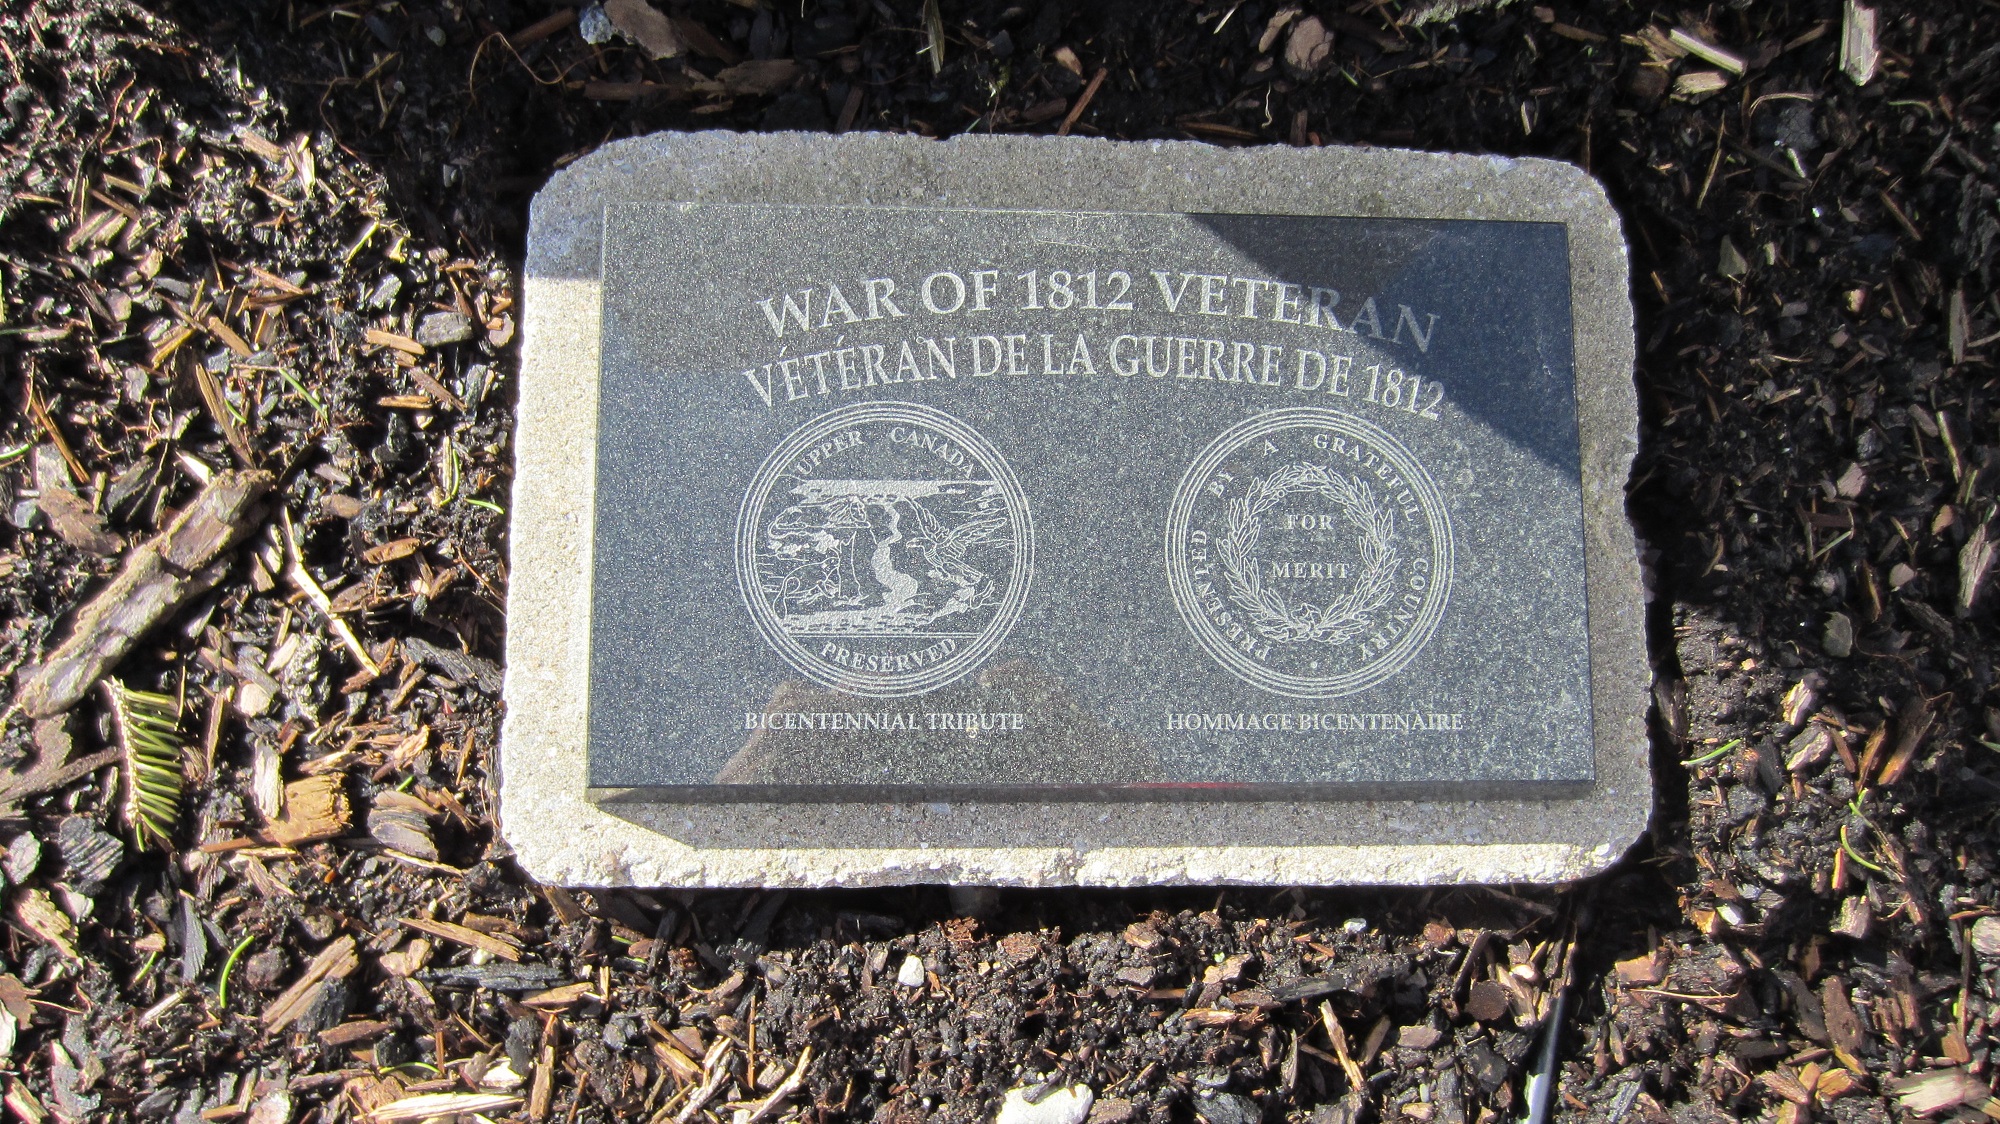 WAR OF 1812 VETERAN
VÉTÉRAN DE LA GUERRE DE 1812
UPPER CANADA
PRESERVED
PRESENTED BY A GRATEFUL COUNTRY
FOR
MERIT
BICENTENNIAL TRIBUTE
HOMMAGE BICENTENAIRE